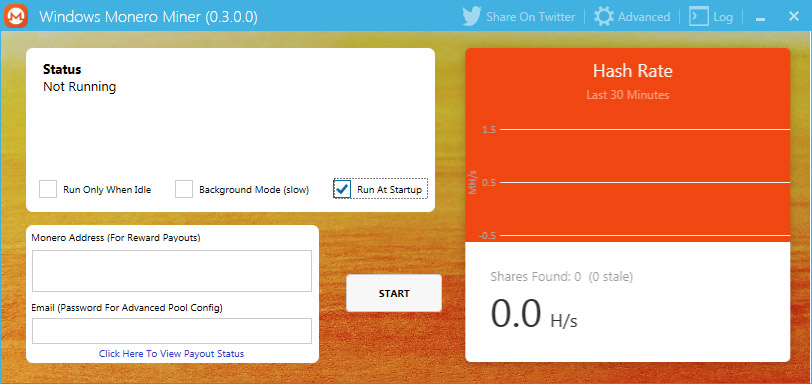 Windows Monero Miner (0.3.0.0)
Share On Twitter
Advanced
Log
Status
Not Running
Run Only When Idle
Background Mode (slow)
Run At Startup
Monero Address (For Reward Payouts)
Email (Password For Advanced Pool Config)
Click Here To View Payout Status
START
Hash Rate
Last 30 Minutes
1.5
0.5
-0.5
MH/s
Shares Found: 0 (0 stale)
0.0 H/s